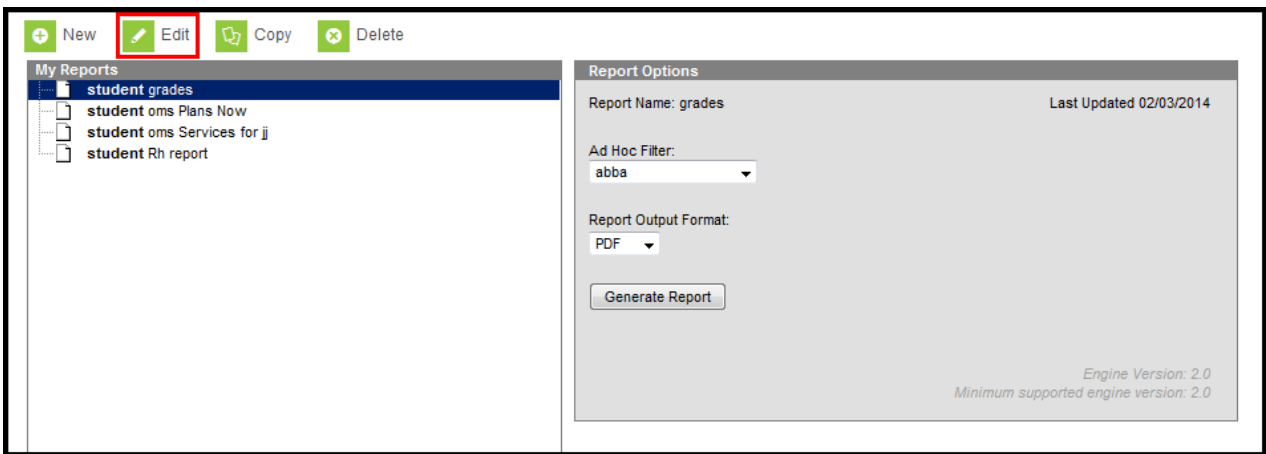 New Edit Copy Delete
My Reports
student grades
student oms Plans Now
student oms Services for jj
student Rh report
Report Options
Report Name: grades Last Updated 02/03/2014
Ad Hoc Filter:
abba
Report Output Format:
PDF
Generate Report
Engine Version: 2.0
Minimum supported engine version: 2.0